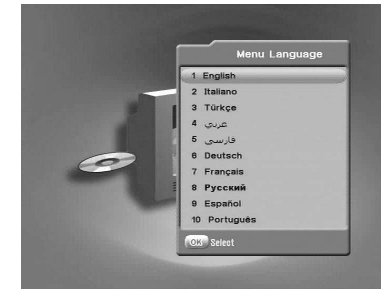 Menu Language
1 English
2 Italiano
3 Türkçe
4 عربي
5 فارسي
6 Deutsch
7 Français
8 Русский
9 Español
10 Português
OK Select